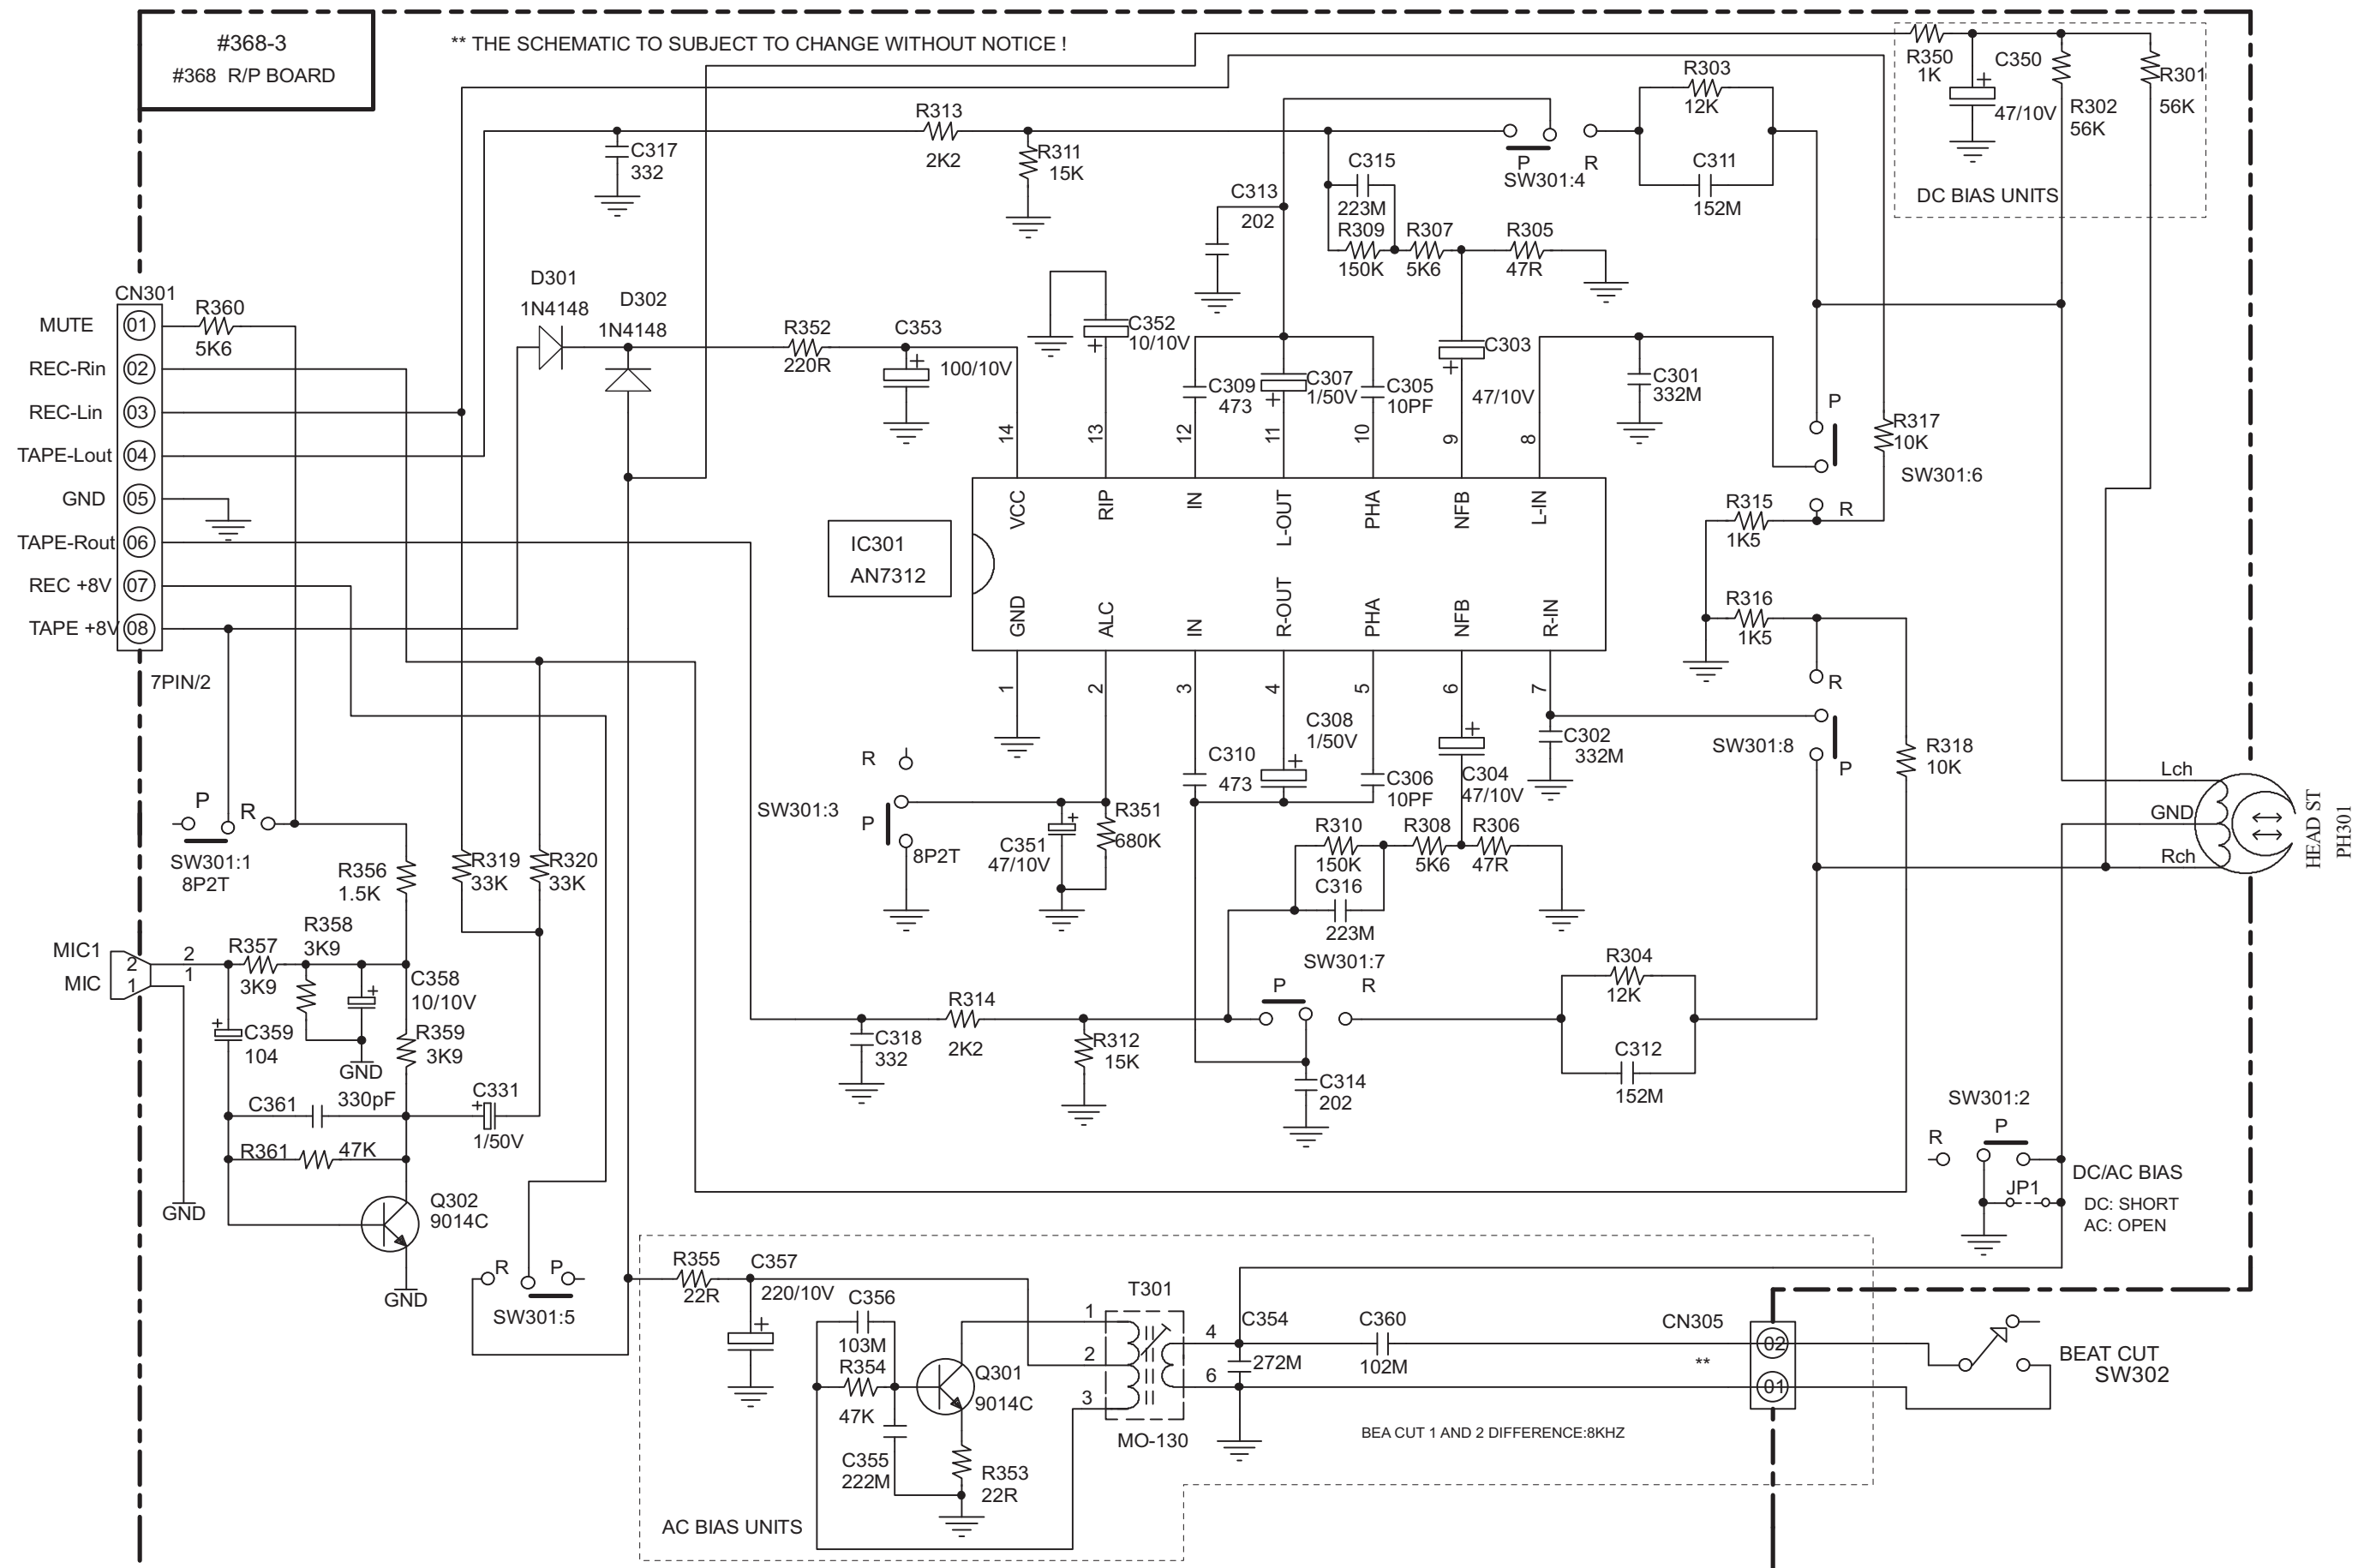 #368-3
#368 R/P BOARD
** THE SCHEMATIC TO SUBJECT TO CHANGE WITHOUT NOTICE !
R350
1K
C350
47/10V
R302
56K
R301
56K
DC BIAS UNITS
R303
12K
C311
152M
P
R
SW301:4
R313
2K2
R311
15K
C317
332
C315
223M
R309
150K
R307
5K6
R305
47R
C313
202
CN301
MUTE
01
REC-Rin
02
REC-Lin
03
TAPE-Lout
04
GND
05
TAPE-Rout
06
REC +8V
07
TAPE +8V
08
7PIN/2
R360
5K6
D301
1N4148
D302
1N4148
R352
220R
C353
100/10V
C352
10/10V
C309
473
C307
1/50V
C305
10PF
C303
47/10V
C301
332M
P
SW301:6
R
R317
10K
R315
1K5
R316
1K5
14
13
12
11
10
9
8
IC301
AN7312
VCC
RIP
IN
L-OUT
PHA
NFB
L-IN
GND
ALC
IN
R-OUT
PHA
NFB
R-IN
1
2
3
4
5
6
7
R
SW301:8
P
R318
10K
C302
332M
C308
1/50V
C310
473
C306
10PF
C304
47/10V
R310
150K
R308
5K6
R306
47R
C316
223M
SW301:7
P
R
R
SW301:3
P
8P2T
C351
47/10V
R351
680K
Lch
GND
Rch
HEAD ST
PH301
P
R
SW301:1
8P2T
R356
1.5K
R319
33K
R320
33K
MIC1
MIC
2
1
2
1
R357
3K9
R358
3K9
C358
10/10V
C359
104
R359
3K9
GND
C361
330pF
C331
1/50V
R361
47K
GND
Q302
9014C
GND
C318
332
R314
2K2
R312
15K
C314
202
R304
12K
C312
152M
R
P
SW301:5
SW301:2
R
P
DC/AC BIAS
JP1
DC: SHORT
AC: OPEN
R355
22R
C357
220/10V
C356
103M
R354
47K
C355
222M
Q301
9014C
R353
22R
T301
1
2
3
4
6
MO-130
C354
272M
C360
102M
CN305
**
02
01
BEAT CUT
SW302
BEA CUT 1 AND 2 DIFFERENCE:8KHZ
AC BIAS UNITS